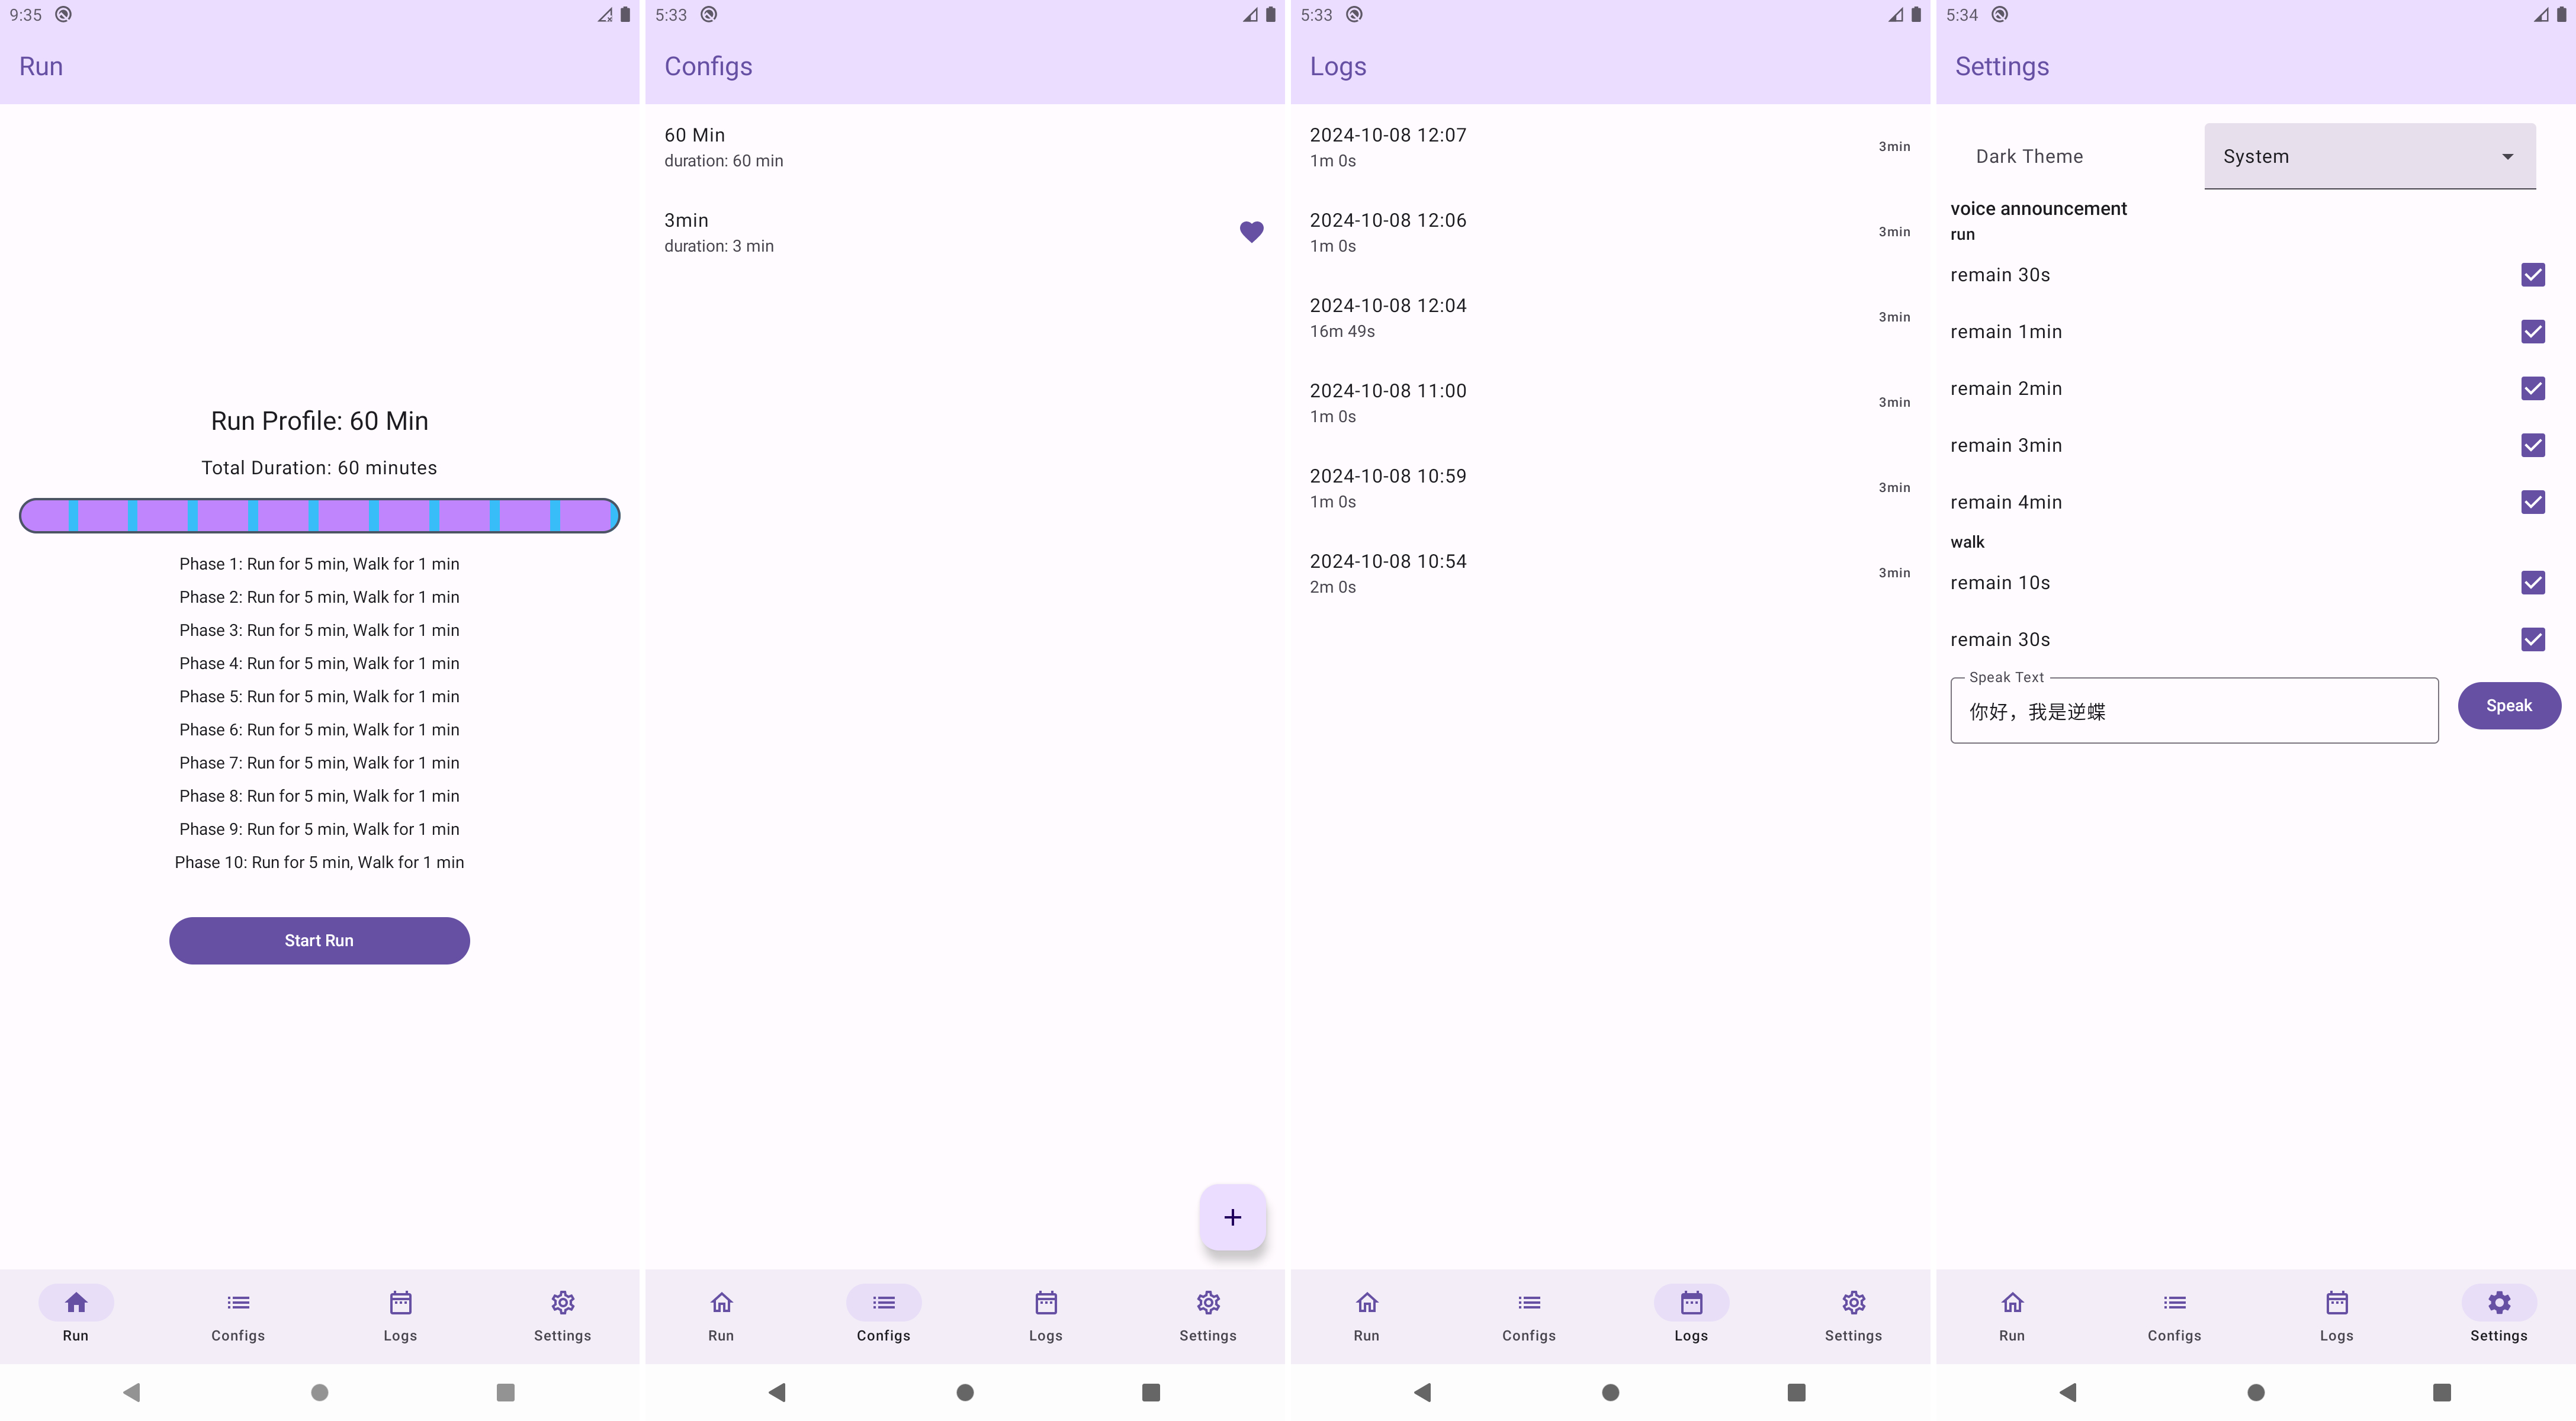 9:35
Run
Run Profile: 60 Min
Total Duration: 60 minutes
Phase 1: Run for 5 min, Walk for 1 min
Phase 2: Run for 5 min, Walk for 1 min
Phase 3: Run for 5 min, Walk for 1 min
Phase 4: Run for 5 min, Walk for 1 min
Phase 5: Run for 5 min, Walk for 1 min
Phase 6: Run for 5 min, Walk for 1 min
Phase 7: Run for 5 min, Walk for 1 min
Phase 8: Run for 5 min, Walk for 1 min
Phase 9: Run for 5 min, Walk for 1 min
Phase 10: Run for 5 min, Walk for 1 min
Start Run
Run Configs Logs Settings
5:33
Configs
60 Min
duration: 60 min
3min
duration: 3 min
Run Configs Logs Settings
5:33
Logs
2024-10-08 12:07
1m 0s
3min
2024-10-08 12:06
1m 0s
3min
2024-10-08 12:04
16m 49s
3min
2024-10-08 11:00
1m 0s
3min
2024-10-08 10:59
1m 0s
3min
2024-10-08 10:54
2m 0s
3min
Run Configs Logs Settings
5:34
Settings
Dark Theme System
voice announcement
run
remain 30s
remain 1min
remain 2min
remain 3min
remain 4min
walk
remain 10s
remain 30s
Speak Text
你好，我是逆蝶
Speak
Run Configs Logs Settings